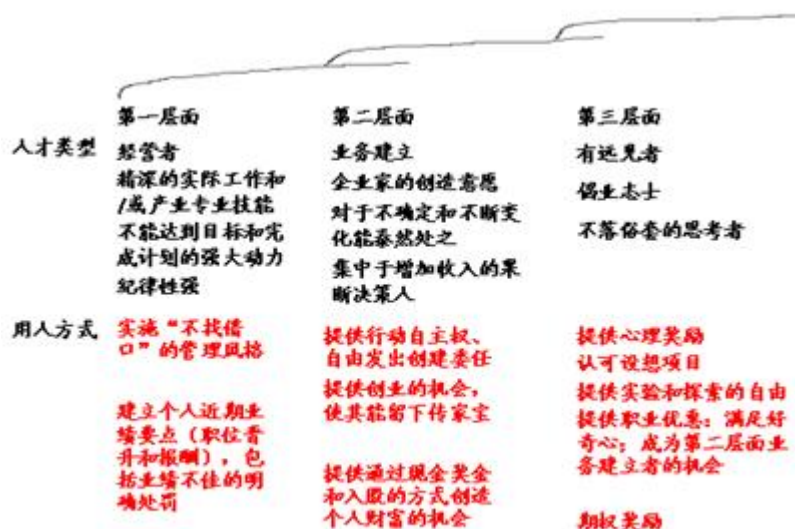 第一层面
第二层面
第三层面
人才类型
经营者
精深的实际工作和
/或产业专业技能
不能达到目标和完
成计划的强大动力
纪律性强
业务建立
企业家的创造意愿
对于不确定和不断变
化能泰然处之
集中于增加收入的果
断决策人
有远见者
倡业志士
不落俗套的思考者
用人方式
实施“不找借
口”的管理风格
建立个人近期业
绩要点（职位晋
升和报酬），包
括业绩不佳的明
确处罚
提供行动自主权、
自由发出创建委任
提供创业的机会，
使其能留下传家宝
提供通过现金奖金
和入股的方式创造
个人财富的机会
提供心理奖励
认可设想项目
提供实验和探索的自由
提供职业优惠：满足好
奇心；成为第二层面业
务建立者的机会
期权奖励